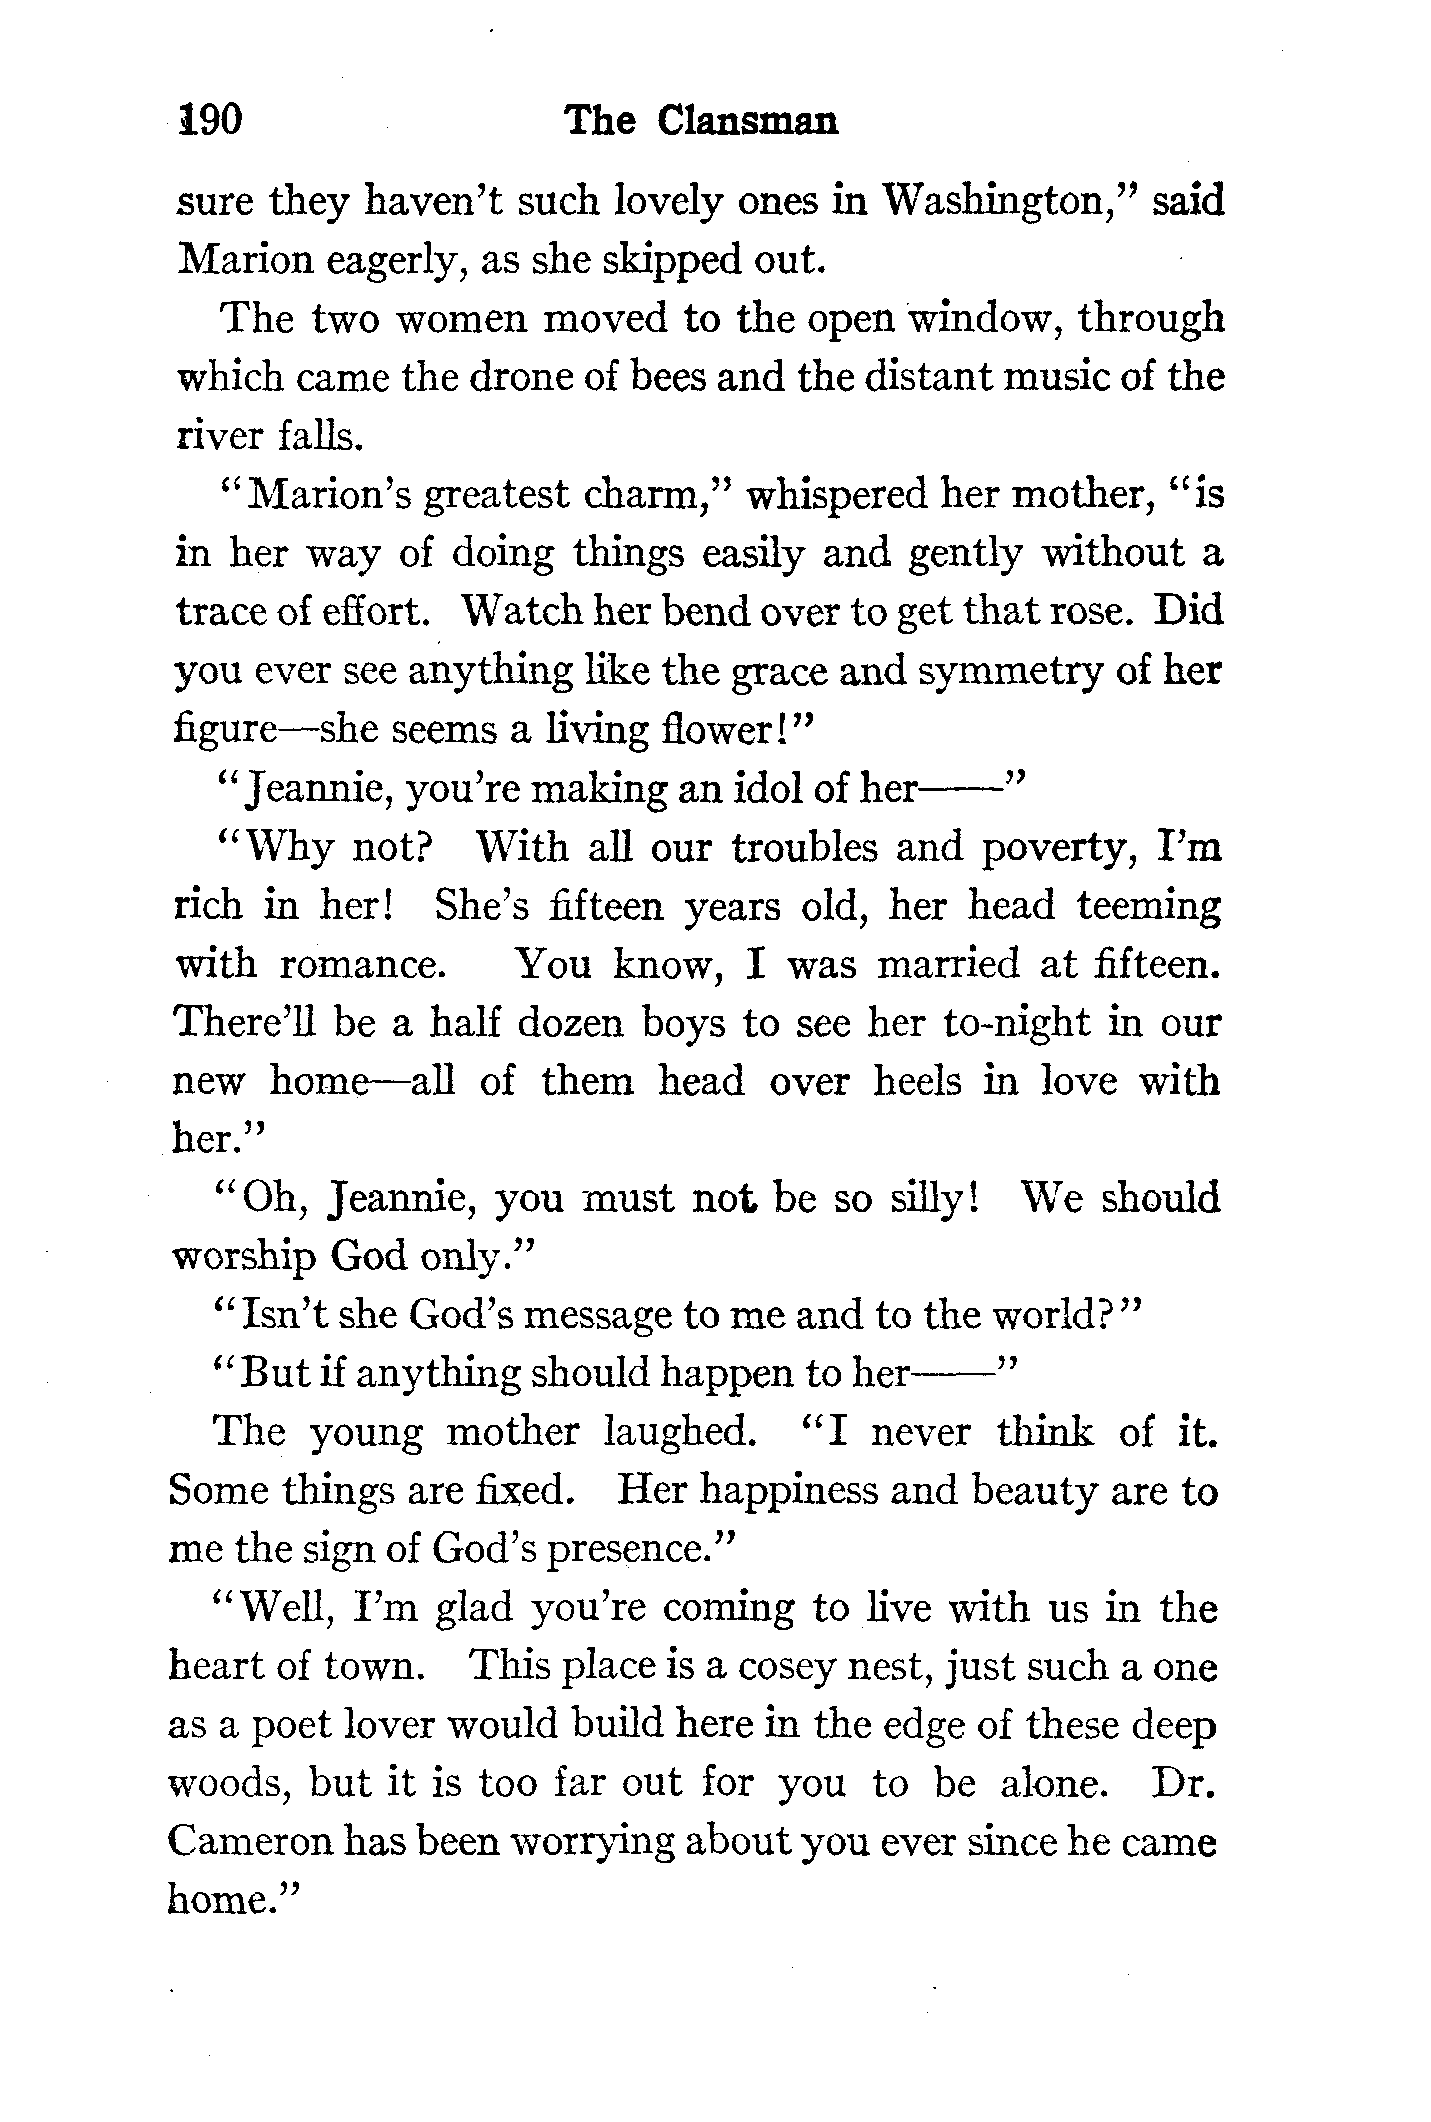 190 The Clansman
sure they haven't such lovely ones in Washington," said
Marion eagerly, as she skipped out.
The two women moved to the open window, through
which came the drone of bees and the distant music of the
river falls.
"Marion's greatest charm," whispered her mother, "is
in her way of doing things easily and gently without a
trace of effort. Watch her bend over to get that rose. Did
you ever see anything like the grace and symmetry of her
figure—she seems a living flower!"
"Jeannie, you're making an idol of her——"
"Why not? With all our troubles and poverty, I'm
rich in her! She's fifteen years old, her head teeming
with romance. You know, I was married at fifteen.
There'll be a half dozen boys to see her to-night in our
new home—all of them head over heels in love with
her."
"Oh, Jeannie, you must not be so silly! We should
worship God only."
"Isn't she God's message to me and to the world?"
"But if anything should happen to her——"
The young mother laughed. "I never think of it.
Some things are fixed. Her happiness and beauty are to
me the sign of God's presence."
"Well, I'm glad you're coming to live with us in the
heart of town. This place is a cosey nest, just such a one
as a poet lover would build here in the edge of these deep
woods, but it is too far out for you to be alone. Dr.
Cameron has been worrying about you ever since he came
home."